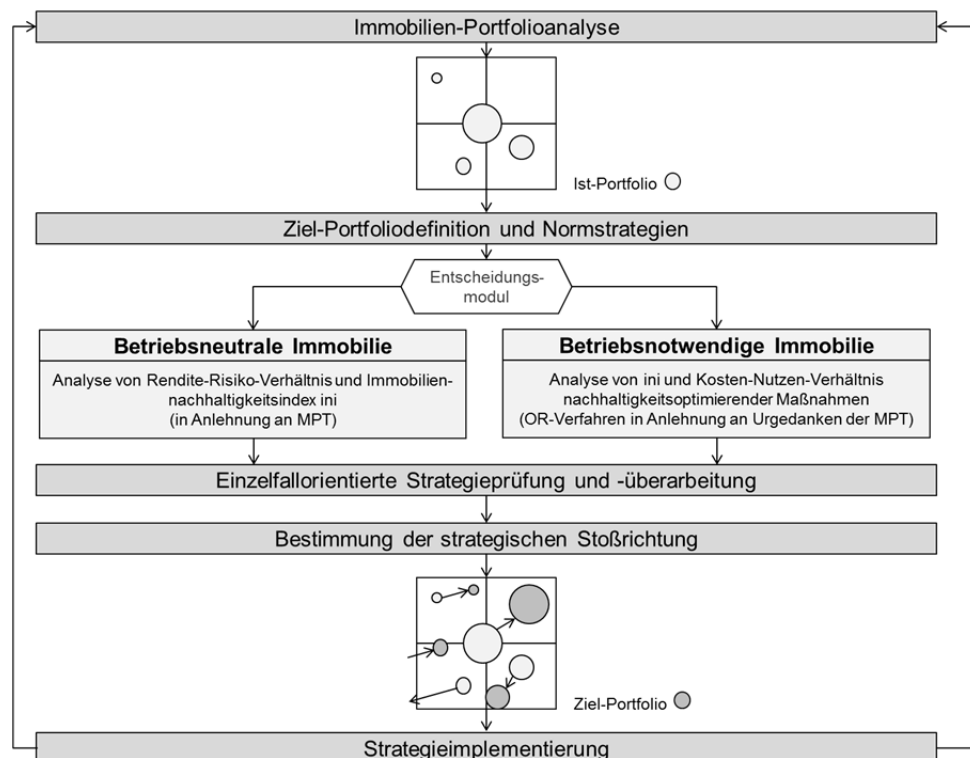 Immobilien-Portfolioanalyse
Ist-Portfolio
Ziel-Portfoliodefinition und Normstrategien
Entscheidungs-
modul
Betriebsneutrale Immobilie
Analyse von Rendite-Risiko-Verhältnis und Immobilien-
nachhaltigkeitsindex ini
(in Anlehnung an MPT)
Betriebsnotwendige Immobilie
Analyse von ini und Kosten-Nutzen-Verhältnis
nachhaltigkeitsoptimierender Maßnahmen
(OR-Verfahren in Anlehnung an Urgedanken der MPT)
Einzelfallorientierte Strategieprüfung und -überarbeitung
Bestimmung der strategischen Stoßrichtung
Ziel-Portfolio
Strategieimplementierung